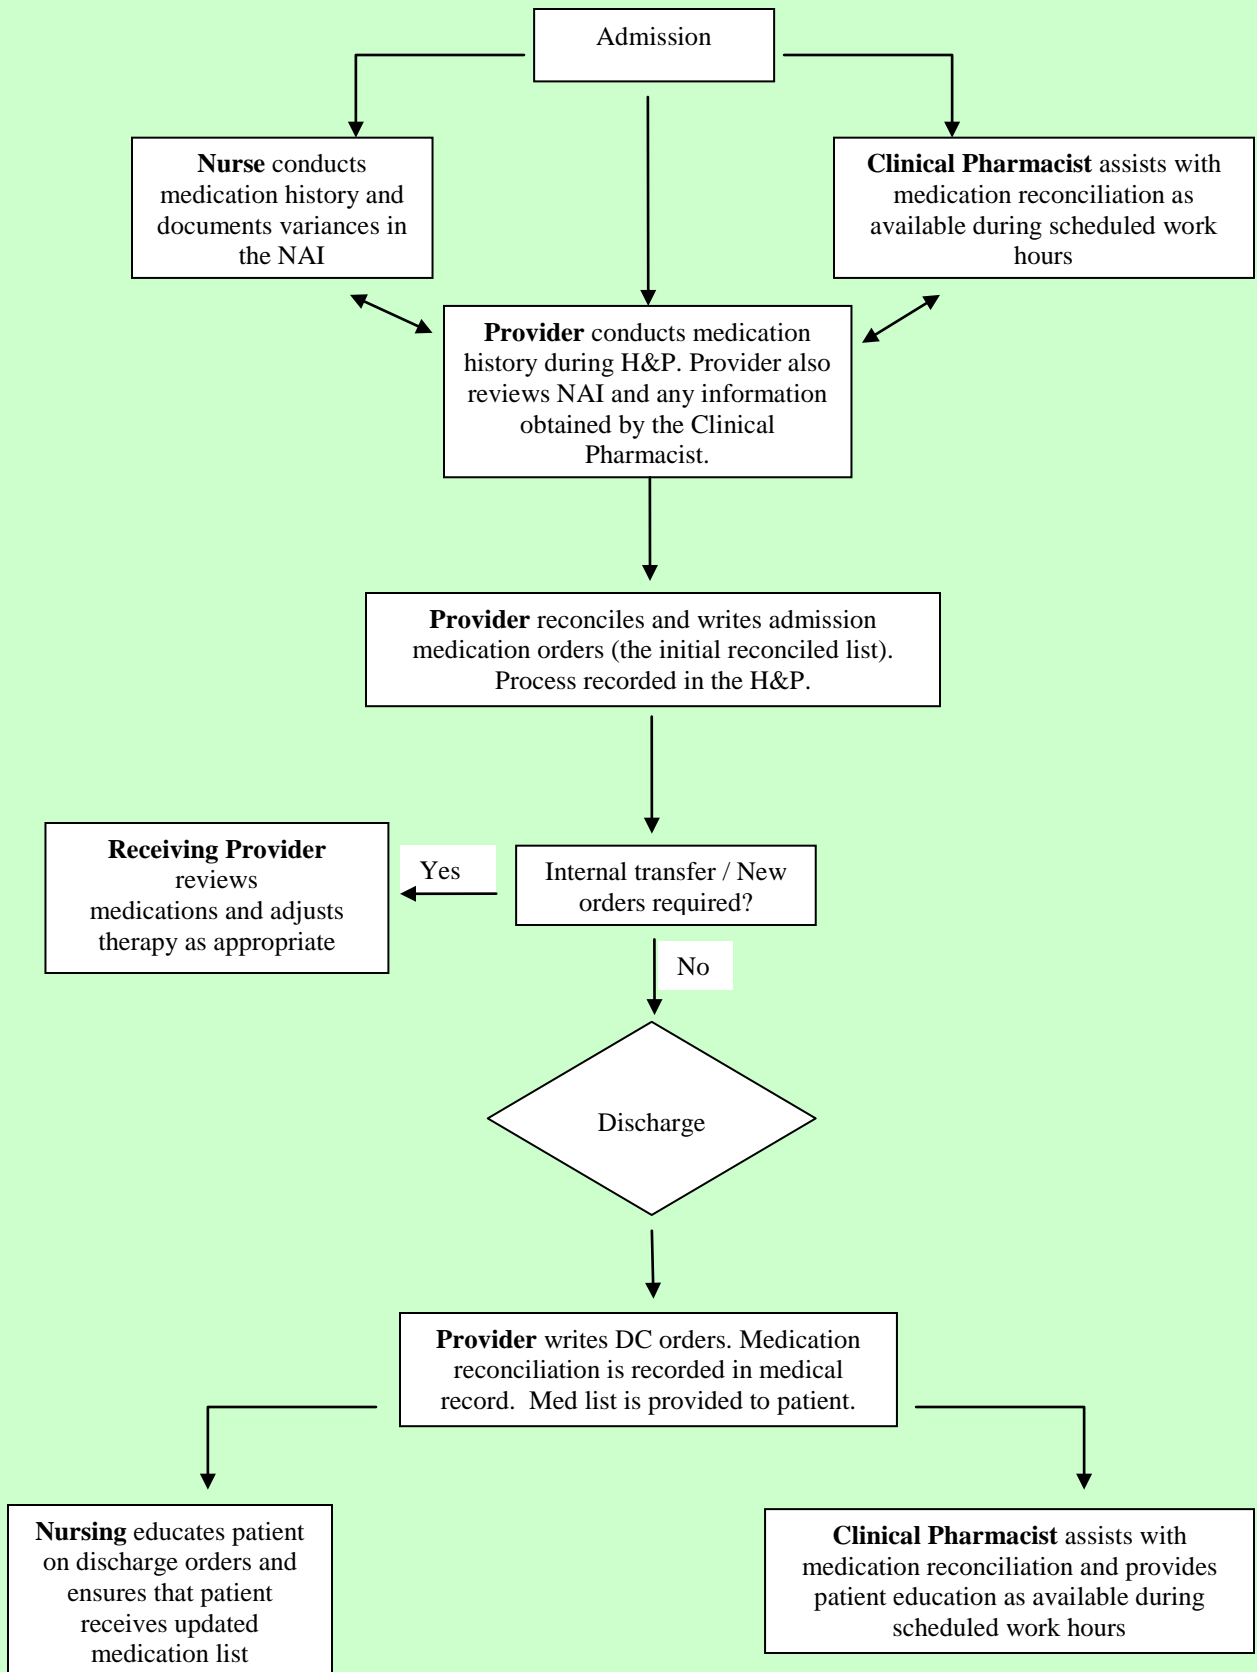 Admission
Nurse conducts
medication history and
documents variances in
the NAI
Clinical Pharmacist assists with
medication reconciliation as
available during scheduled work
hours
Provider conducts medication
history during H&P. Provider also
reviews NAI and any information
obtained by the Clinical
Pharmacist.
Provider reconciles and writes admission
medication orders (the initial reconciled list).
Process recorded in the H&P.
Receiving Provider
reviews
medications and adjusts
therapy as appropriate
Yes
Internal transfer / New
orders required?
No
Discharge
Provider writes DC orders. Medication
reconciliation is recorded in medical
record.  Med list is provided to patient.
Nursing educates patient
on discharge orders and
ensures that patient
receives updated
medication list
Clinical Pharmacist assists with
medication reconciliation and provides
patient education as available during
scheduled work hours